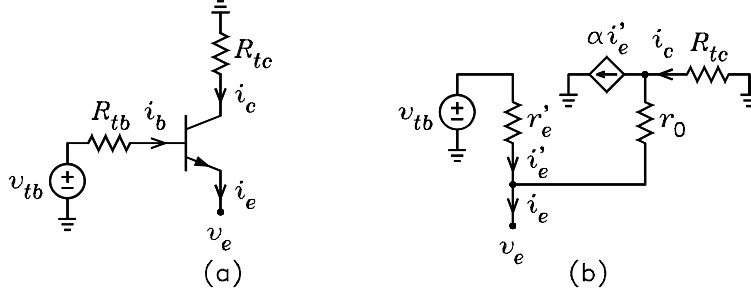 R_tc
i_c
R_tb
i_b
v_tb
i_e
v_e
(a)
αi'_e
i_c
R_tc
v_tb
r'_e
r_0
i'_e
i_e
v_e
(b)